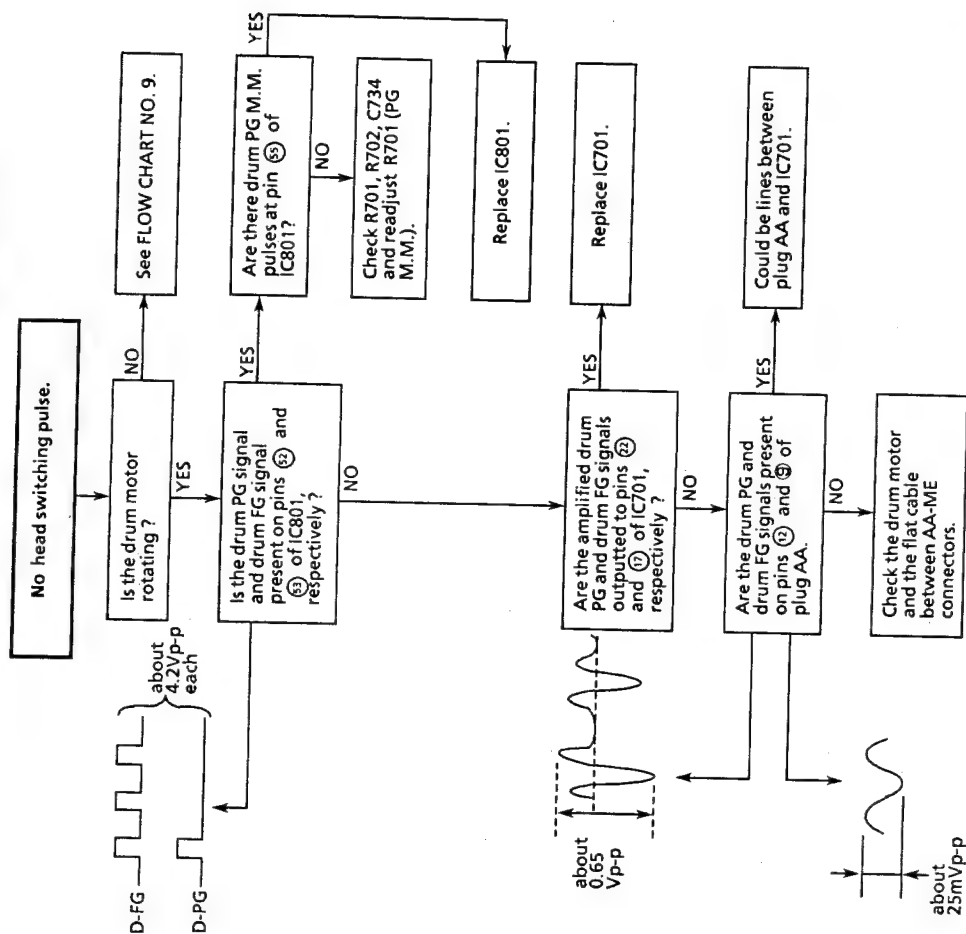 No head switching pulse.
Is the drum motor
rotating ?
NO
See FLOW CHART NO. 9.
YES
D-FG
D-PG
about
4.2Vp-p
each
Is the drum PG signal
and drum FG signal
present on pins 52 and
53 of IC801,
respectively ?
YES
Are there drum PG M.M.
pulses at pin 55 of
IC801?
YES
NO
Check R701, R702, C734
and readjust R701 (PG
M.M.).
Replace IC801.
NO
Are the amplified drum
PG and drum FG signals
outputted to pins 22
and 17 of IC701,
respectively ?
YES
Replace IC701.
NO
about
0.65
Vp-p
Are the drum PG and
drum FG signals present
on pins 12 and of
plug AA.
YES
Could be lines between
plug AA and IC701.
NO
about
25mVp-p
Check the drum motor
and the flat cable
between AA-ME
connectors.